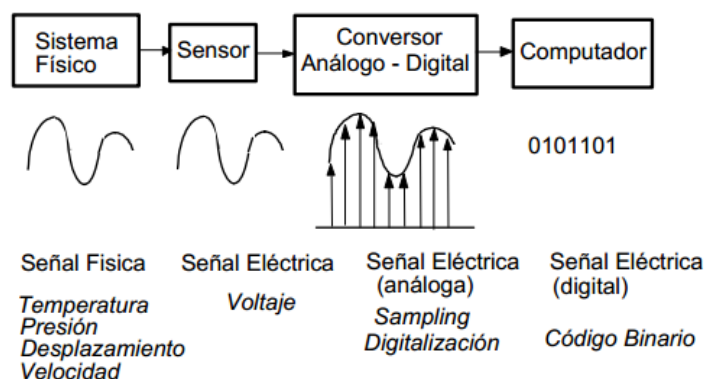 Sistema
Físico
Sensor
Conversor
Análogo - Digital
Computador
0101101
Señal Fisica
Temperatura
Presión
Desplazamiento
Velocidad
Señal Eléctrica
Voltaje
Señal Eléctrica
(análoga)
Sampling
Digitalización
Señal Eléctrica
(digital)
Código Binario